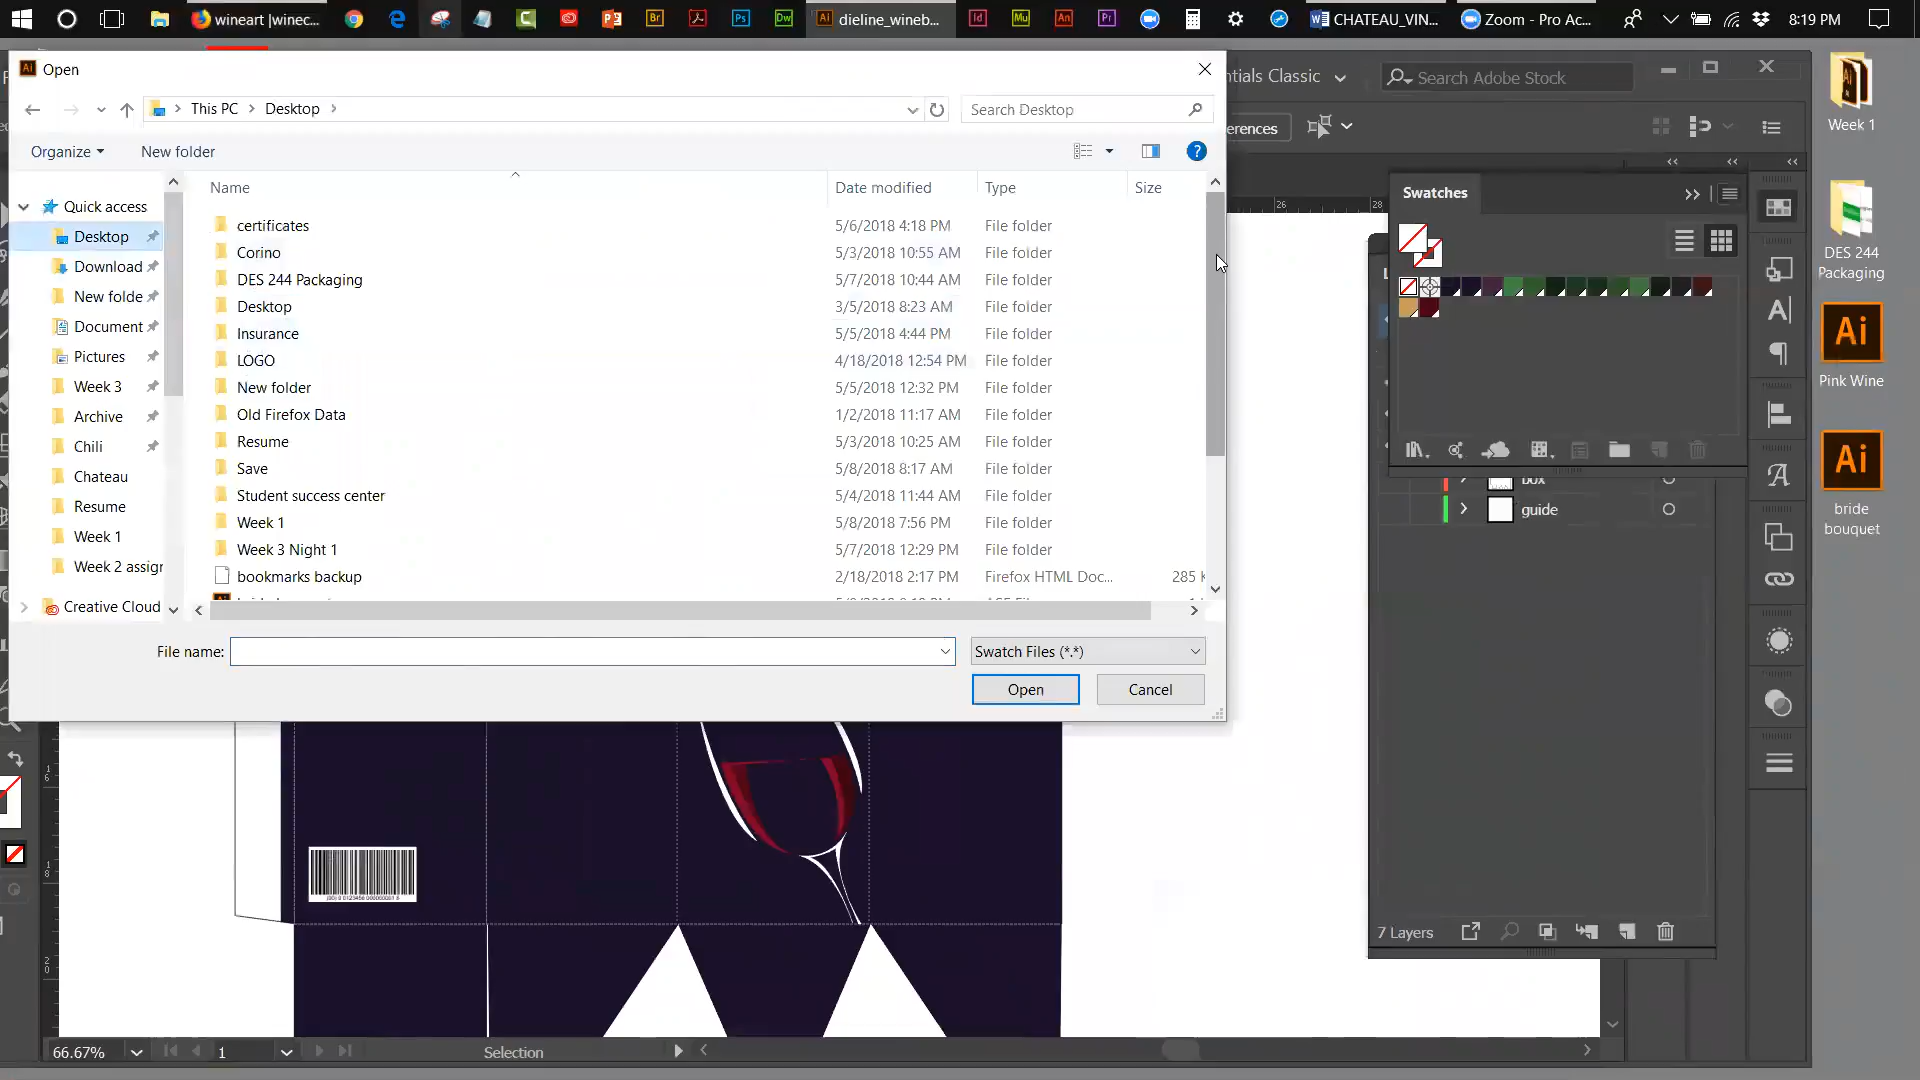 wineart |winec...
dieline_wineb...
CHATEAU_VIN...
Zoom - Pro Ac...
8:19 PM
Open
ntials Classic
Search Adobe Stock
This PC
Desktop
Search Desktop
erences
Organize
New folder
Week 1
Name
Date modified
Type
Size
Swatches
Quick access
Desktop
Download
New folde
Document
Pictures
Week 3
Archive
Chili
Chateau
Resume
Week 1
Week 2 assigr
Creative Cloud
certificates 5/6/2018 4:18 PM File folder
Corino 5/3/2018 10:55 AM File folder
DES 244 Packaging 5/7/2018 10:44 AM File folder
Desktop 3/5/2018 8:23 AM File folder
Insurance 5/5/2018 4:44 PM File folder
LOGO 4/18/2018 12:54 PM File folder
New folder 5/5/2018 12:32 PM File folder
Old Firefox Data 1/2/2018 11:17 AM File folder
Resume 5/3/2018 10:25 AM File folder
Save 5/8/2018 8:17 AM File folder
Student success center 5/4/2018 11:44 AM File folder
Week 1 5/8/2018 7:56 PM File folder
Week 3 Night 1 5/7/2018 12:29 PM File folder
bookmarks backup 2/18/2018 2:17 PM Firefox HTML Doc... 285 K
File name:
Swatch Files (*.*)
Open
Cancel
26
28
DES 244
Packaging
Ai
Pink Wine
Ai
bride
bouquet
box
guide
7 Layers
66.67%
1
Selection